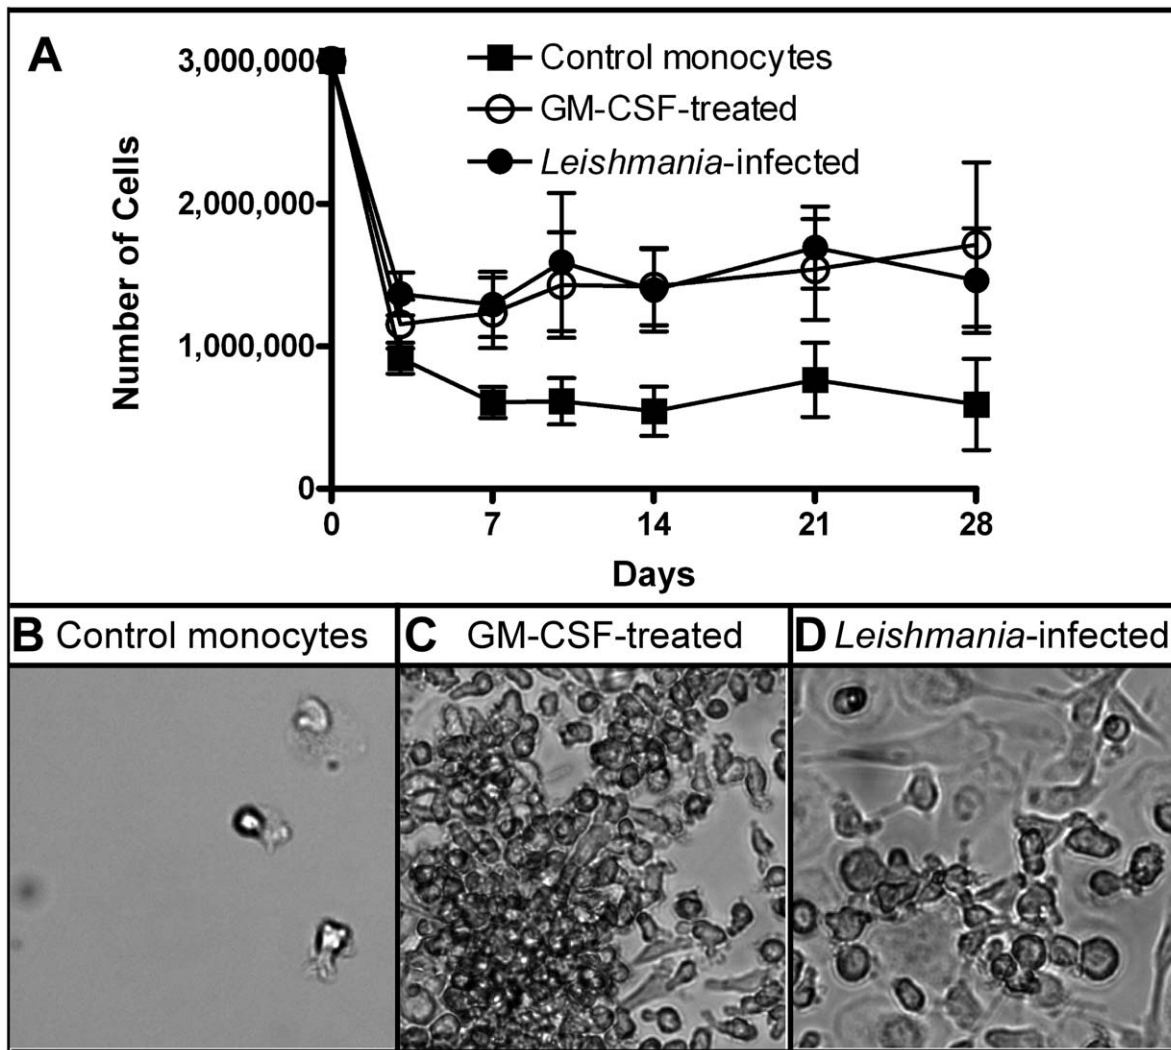 A
3,000,000
2,000,000
1,000,000
0
Number of Cells
Control monocytes
GM-CSF-treated
Leishmania-infected
0 7 14 21 28
Days
B Control monocytes
C GM-CSF-treated
D Leishmania-infected